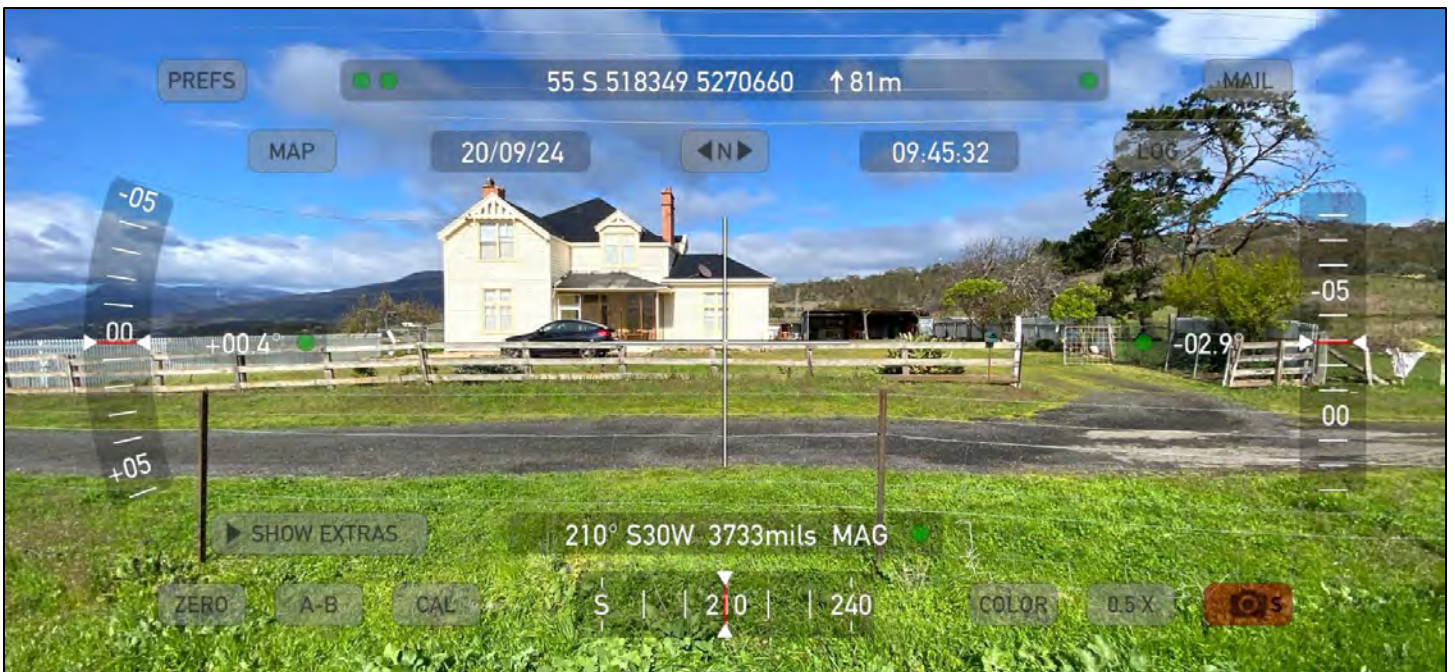 PREFS
55 S 518349 5270660 ↑81m
MAIL
MAP
20/09/24
◀N▶
09:45:32
LOG
-05
00
+00.4°
+05
-05
-02.9°
00
▶ SHOW EXTRAS
210° S30W 3733mils MAG
ZERO
A-B
CAL
S
210
240
COLOR
0.5 X
S